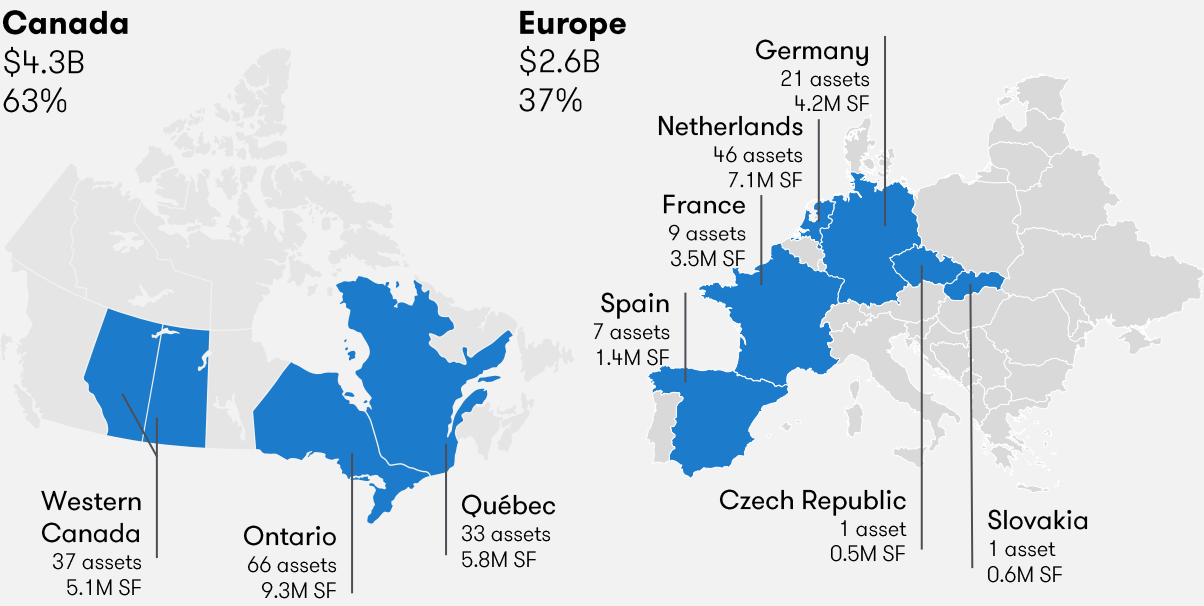 Canada
$4.3B
63%
Western
Canada
37 assets
5.1M SF
Ontario
66 assets
9.3M SF
Québec
33 assets
5.8M SF
Europe
$2.6B
37%
Germany
21 assets
4.2M SF
Netherlands
46 assets
7.1M SF
France
9 assets
3.5M SF
Spain
7 assets
1.4M SF
Czech Republic
1 asset
0.5M SF
Slovakia
1 asset
0.6M SF